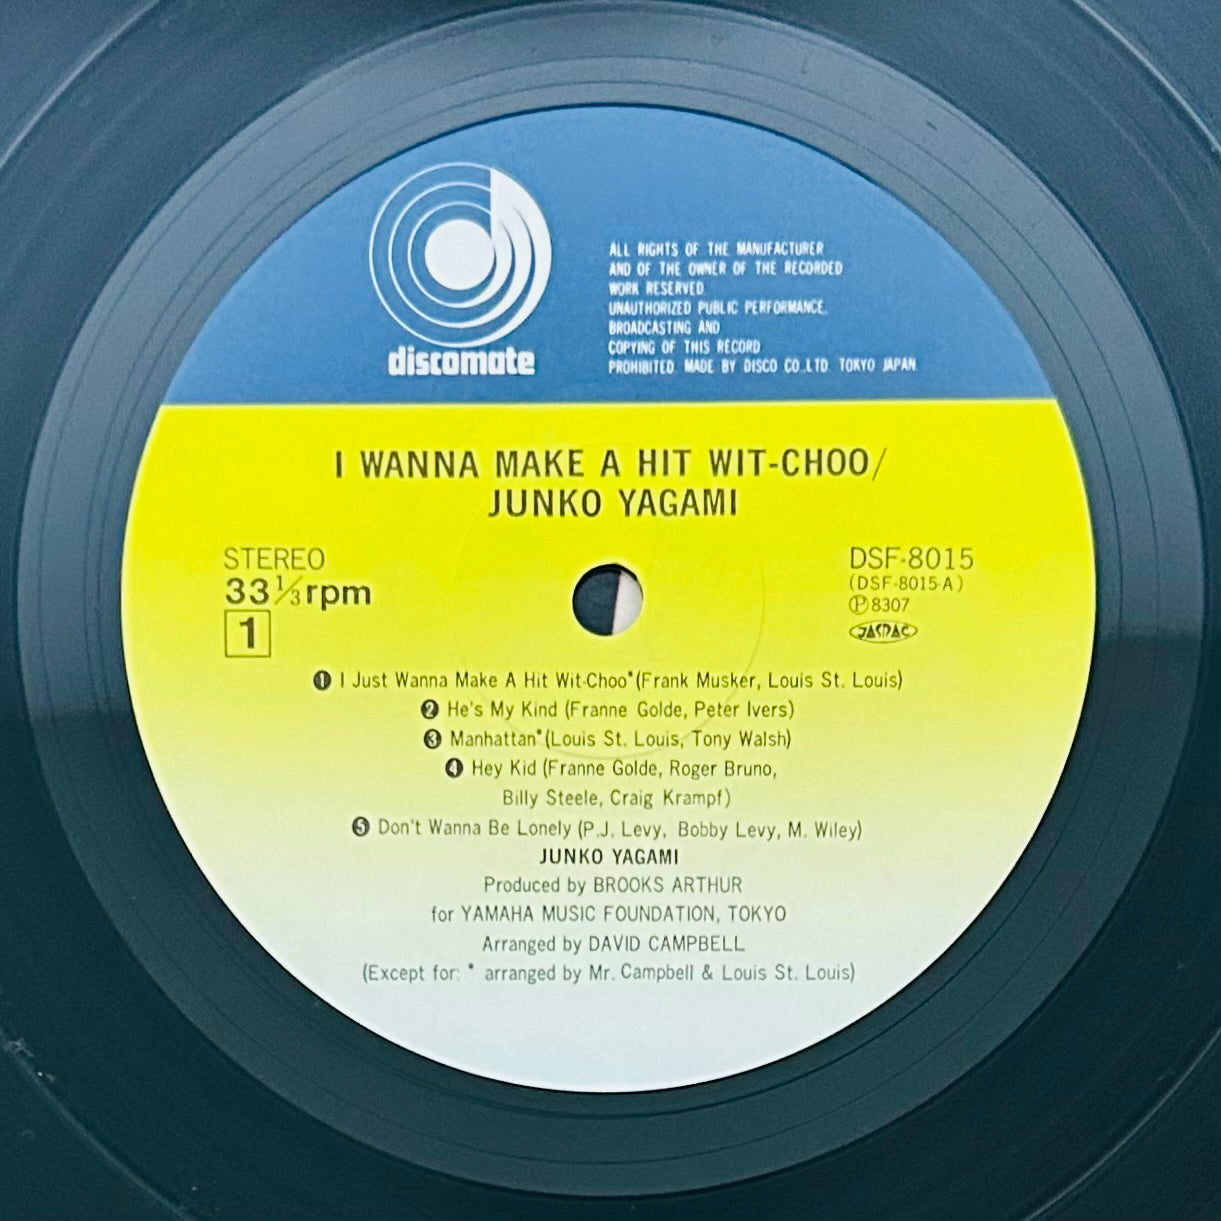 discomate
ALL RIGHTS OF THE MANUFACTURER
AND OF THE OWNER OF THE RECORDED
WORK RESERVED
UNAUTHORIZED PUBLIC PERFORMANCE,
BROADCASTING AND
COPYING OF THIS RECORD
PROHIBITED. MADE BY DISCO CO.,LTD. TOKYO JAPAN
I WANNA MAKE A HIT WIT-CHOO/
JUNKO YAGAMI
STEREO
33 1/3 rpm
1
DSF-8015
(DSF-8015-A)
Ⓟ8307
JASRAC
❶ I Just Wanna Make A Hit Wit-Choo*(Frank Musker, Louis St. Louis)
❷ He's My Kind (Franne Golde, Peter Ivers)
❸ Manhattan*(Louis St. Louis, Tony Walsh)
❹ Hey Kid (Franne Golde, Roger Bruno,
Billy Steele, Craig Krampf)
❺ Don't Wanna Be Lonely (P.J. Levy, Bobby Levy, M. Wiley)
JUNKO YAGAMI
Produced by BROOKS ARTHUR
for YAMAHA MUSIC FOUNDATION, TOKYO
Arranged by DAVID CAMPBELL
(Except for: * arranged by Mr. Campbell & Louis St. Louis)